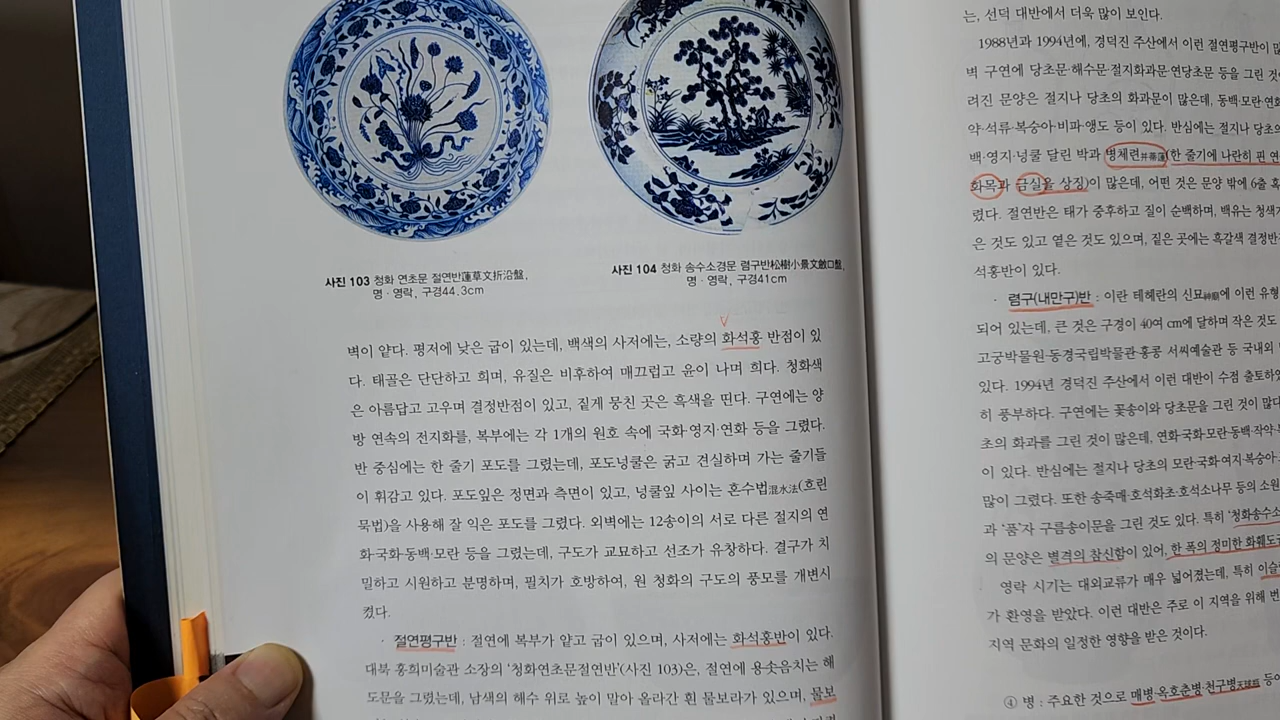 사진 103 청화 연초문 절연반蓮草文折沿盤,
명 · 영락, 구경44.3cm
사진 104 청화 송수소경문 렴구반松樹小景文斂口盤,
명 · 영락, 구경41cm
벽이 얕다. 평저에 낮은 굽이 있는데, 백색의 사저에는, 소량의 화석홍 반점이 있
다. 태골은 단단하고 희며, 유질은 비후하여 매끄럽고 윤이 나며 희다. 청화색
은 아름답고 고우며 결정반점이 있고, 짙게 뭉친 곳은 흑색을 띤다. 구연에는 양
방 연속의 전지화를, 복부에는 각 1개의 원호 속에 국화·영지·연화 등을 그렸다.
반 중심에는 한 줄기 포도를 그렸는데, 포도넝쿨은 굵고 견실하며 가는 줄기들
이 휘감고 있다. 포도잎은 정면과 측면이 있고, 넝쿨잎 사이는 혼수법混水法(흐린
묵법)을 사용해 잘 익은 포도를 그렸다. 외벽에는 12송이의 서로 다른 절지의 연
화·국화·동백·모란 등을 그렸는데, 구도가 교묘하고 선조가 유창하다. 결구가 치
밀하고 시원하고 분명하며, 필치가 호방하여, 원 청화의 구도의 풍모를 개변시
켰다.
· 절연평구반 : 절연에 복부가 얕고 굽이 있으며, 사저에는 화석홍반이 있다.
대북 홍희미술관 소장의 '청화연초문절연반'(사진 103)은, 절연에 용솟음치는 해
도문을 그렸는데, 남색의 해수 위로 높이 말아 올라간 흰 물보라가 있으며, 물보
는, 선덕 대반에서 더욱 많이 보인다.
1988년과 1994년에, 경덕진 주산에서 이런 절연평구반이
벽 구연에 당초문·해수문·절지화과문·연당초문 등을 그린
려진 문양은 절지나 당초의 화과문이 많은데, 동백·모란·
약·석류·복숭아·비파·앵도 등이 있다. 반심에는 절지나 당초
백·영지·넝쿨 달린 박과 병체련幷蒂蓮(한 줄기에 나란히 핀
화목과 금실을 상징)이 많은데, 어떤 것은 문양 밖에 6출
렸다. 절연반은 태가 중후하고 질이 순백하며, 백유는
은 것도 있고 옅은 것도 있으며, 짙은 곳에는 흑갈색 결정반
석홍반이 있다.
· 렴구(내만구)반 : 이란 테헤란의 신묘神廟에 이런 유형
되어 있는데, 큰 것은 구경이 40여 cm에 달하며 작은 것도
고궁박물원·동경국립박물관·홍콩 서씨예술관 등 국내외
있다. 1994년 경덕진 주산에서 이런 대반이 수점 출토하
히 풍부하다. 구연에는 꽃송이와 당초문을 그린 것이 많
초의 화과를 그린 것이 많은데, 연화·국화·모란·동백·작약·
이 있다. 반심에는 절지나 당초의 모란·국화·여지·복숭아·
많이 그렸다. 또한 송죽매·호석화초·호석소나무 등의 소원
과 '품'자 구름송이문을 그린 것도 있다. 특히 '청화송수소
의 문양은 별격의 참신함이 있어, 한 폭의 정미한 화훼도
영락 시기는 대외교류가 매우 넓어졌는데, 특히
가 환영을 받았다. 이런 대반은 주로 이 지역을 위해
지역 문화의 일정한 영향을 받은 것이다.
④ 병 : 주요한 것으로 매병·옥호춘병·천구병天球甁 등